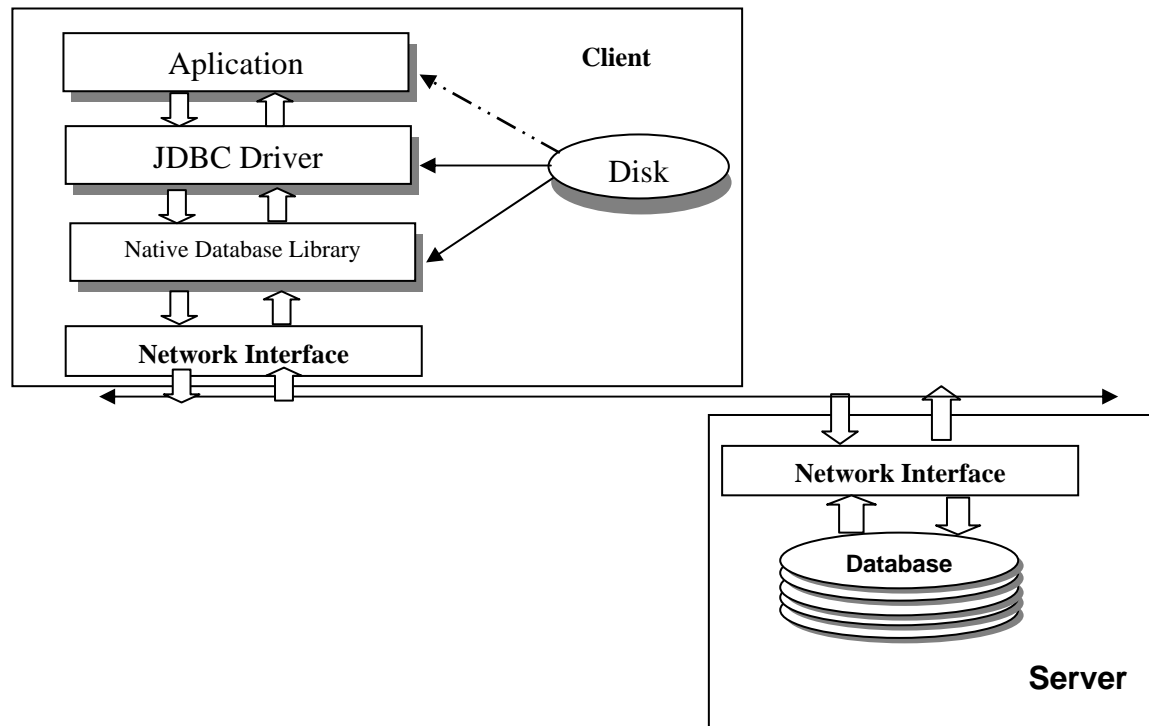 Aplication
Client
JDBC Driver
Disk
Native Database Library
Network Interface
Network Interface
Database
Server